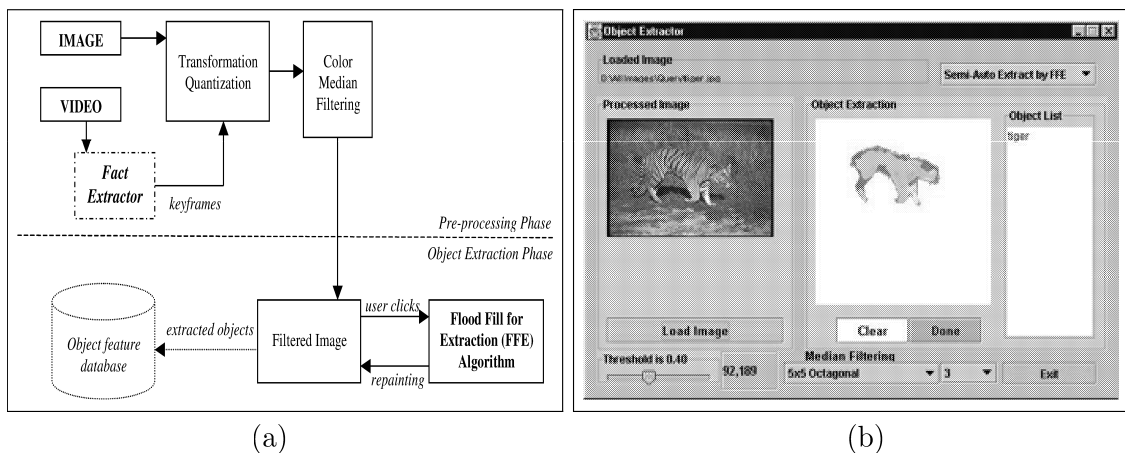 IMAGE
Transformation
Quantization
Color
Median
Filtering
VIDEO
Fact
Extractor
keyframes
Pre-processing Phase
Object Extraction Phase
Object feature
database
extracted objects
Filtered Image
user clicks
repainting
Flood Fill for
Extraction (FFE)
Algorithm
(a)
Object Extractor
Loaded Image
Semi-Auto Extract by FFE
Processed Image
Object Extraction
Object List
tiger
Load Image
Clear
Done
Threshold is 0.40
92,189
Median Filtering
5x5 Octagonal
3
Exit
(b)